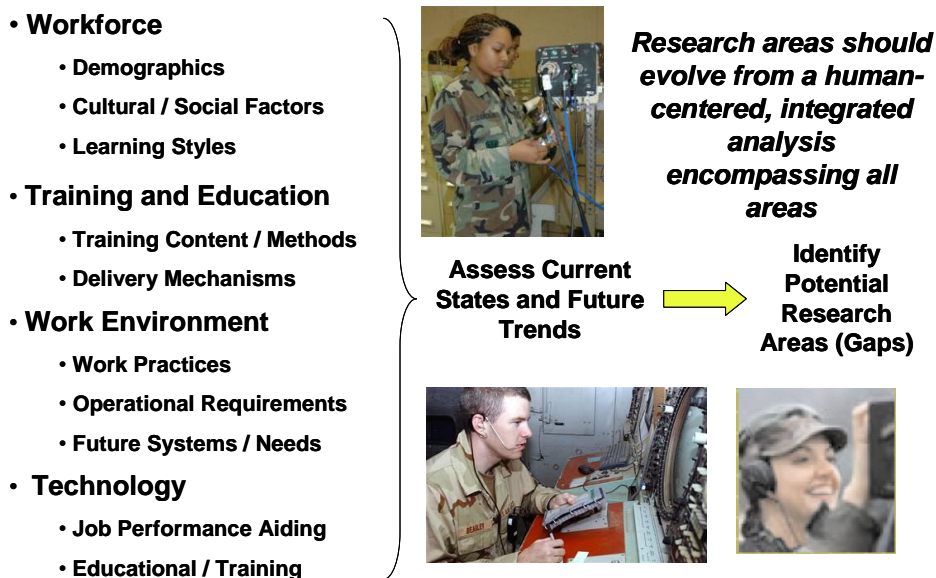 • Workforce
• Demographics
• Cultural / Social Factors
• Learning Styles
• Training and Education
• Training Content / Methods
• Delivery Mechanisms
• Work Environment
• Work Practices
• Operational Requirements
• Future Systems / Needs
• Technology
• Job Performance Aiding
• Educational / Training
Research areas should
evolve from a human-
centered, integrated
analysis
encompassing all
areas
Assess Current
States and Future
Trends
Identify
Potential
Research
Areas (Gaps)
BEASLEY